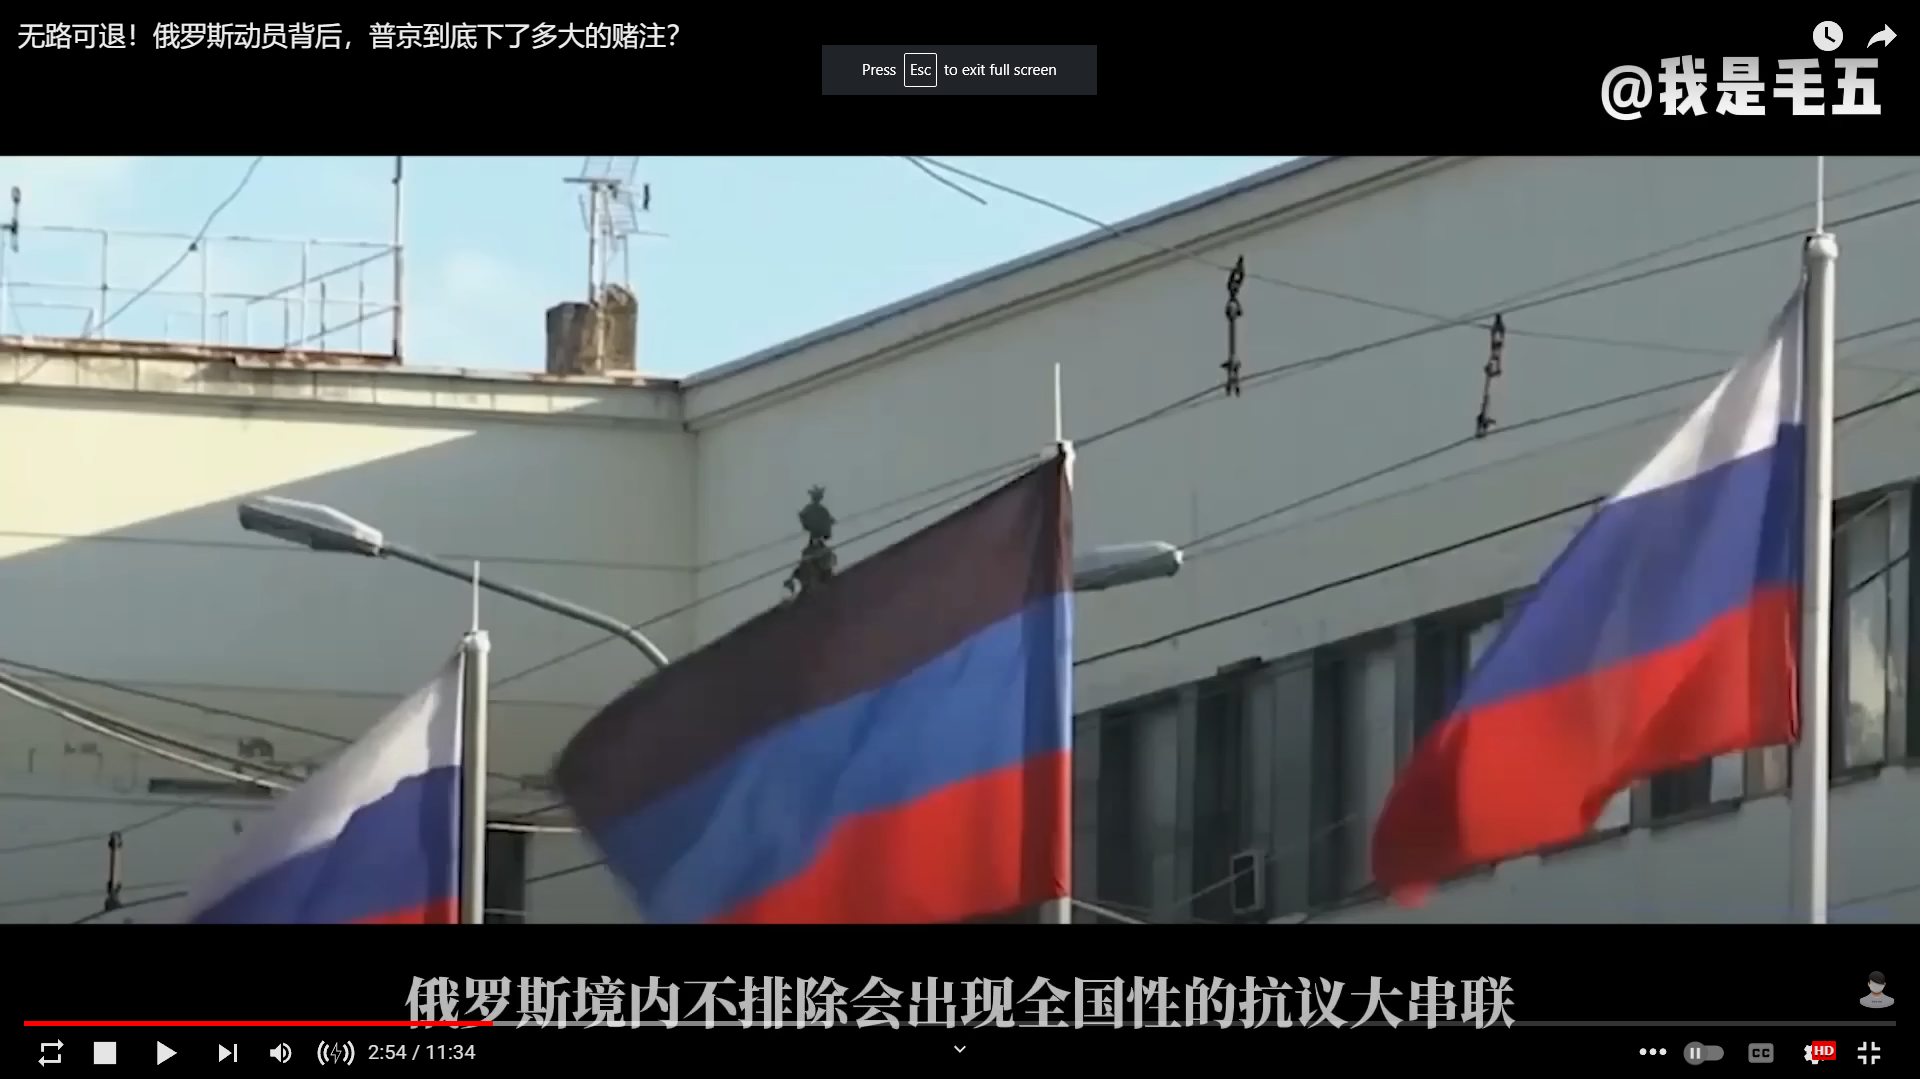 无路可退！俄罗斯动员背后，普京到底下了多大的赌注？
Press Esc to exit full screen
@我是毛五
俄罗斯境内不排除会出现全国性的抗议大串联
2:54 / 11:34
CC
HD